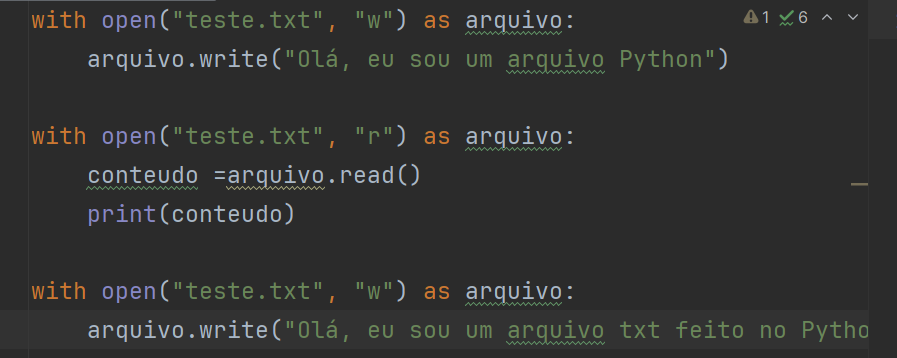 with open("teste.txt", "w") as arquivo:
1 6
arquivo.write("Olá, eu sou um arquivo Python")
with open("teste.txt", "r") as arquivo:
conteudo =arquivo.read()
print(conteudo)
with open("teste.txt", "w") as arquivo:
arquivo.write("Olá, eu sou um arquivo txt feito no Pytho